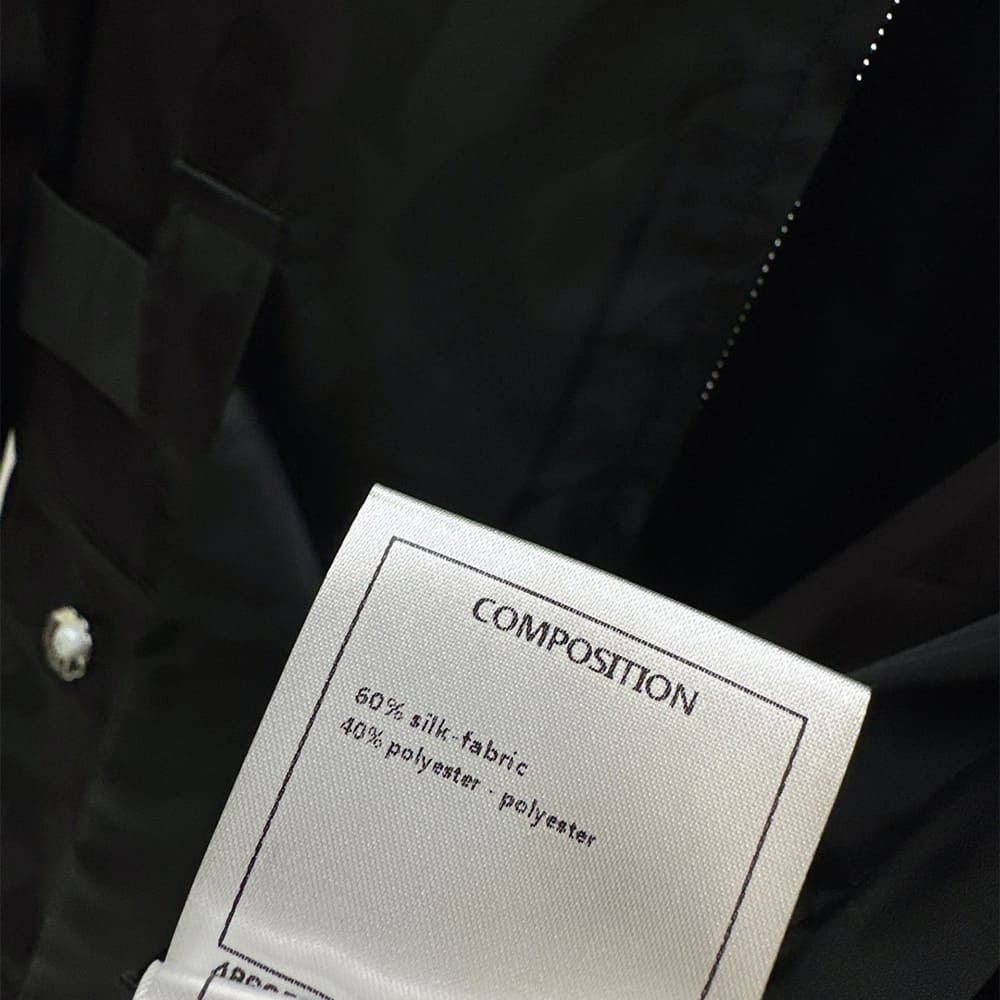 COMPOSITION
60% silk-fabric
40% polyester - polyester